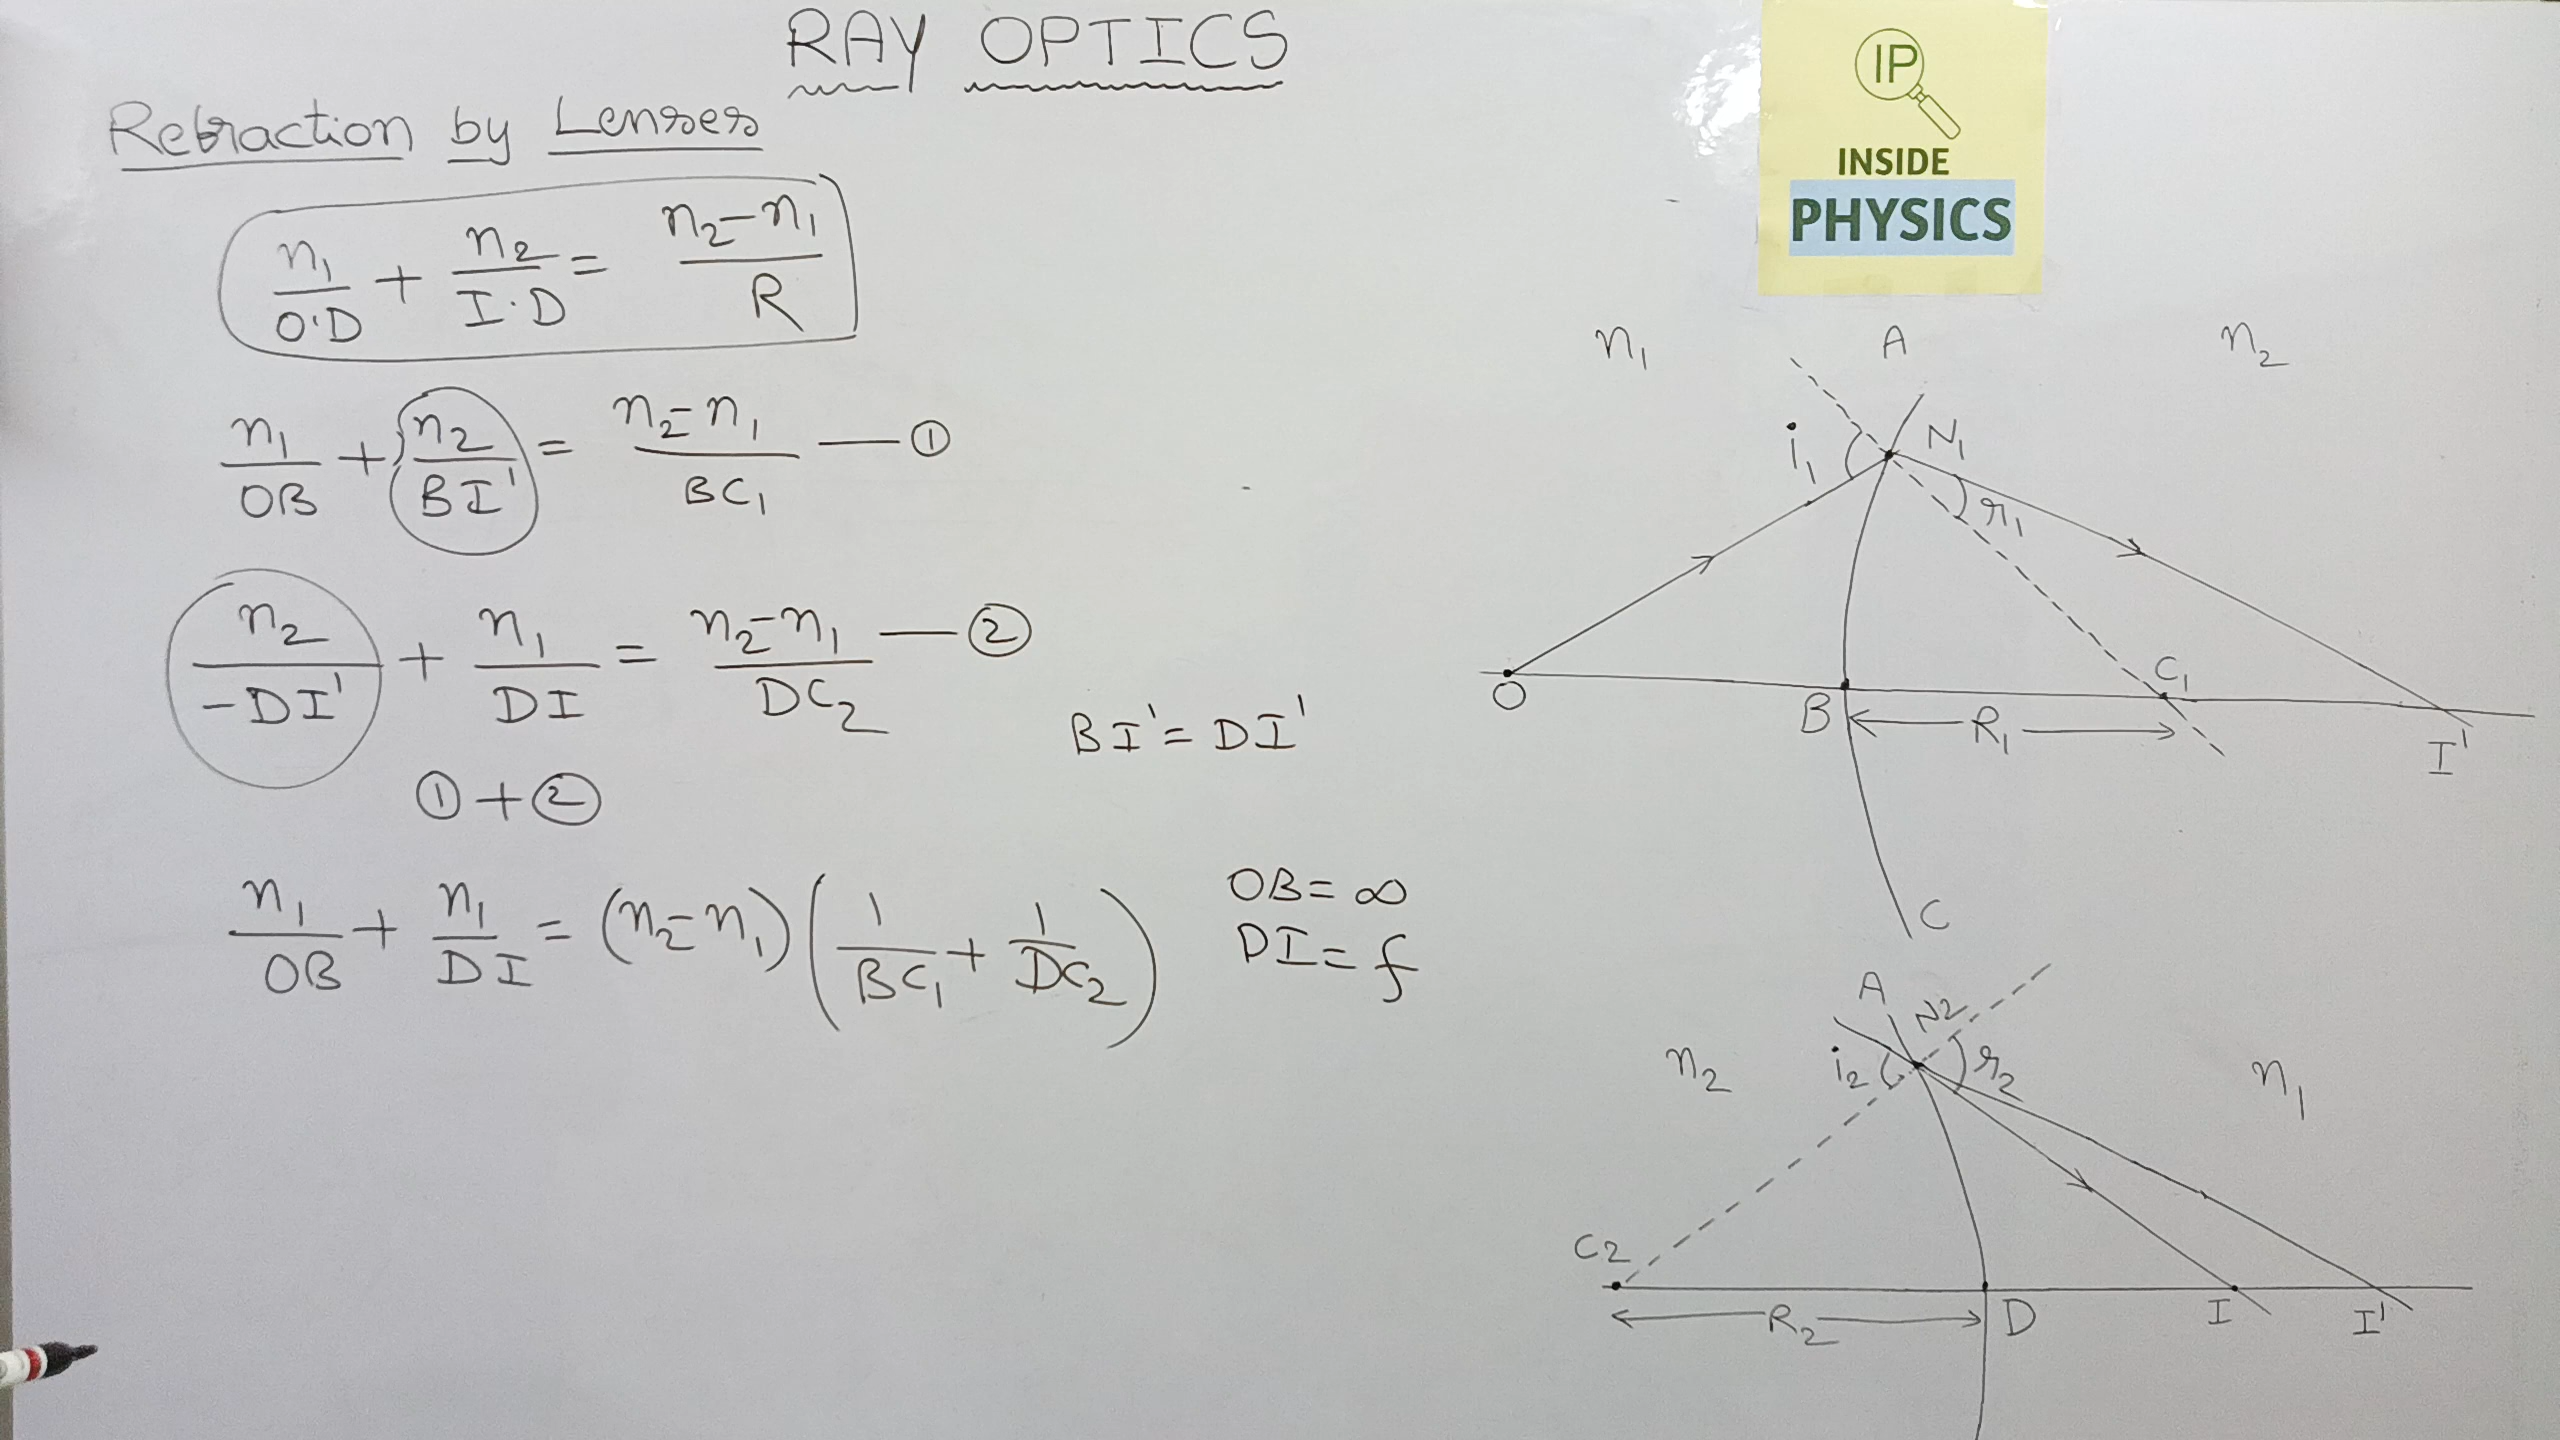 RAY OPTICS
IP
INSIDE
PHYSICS
Refraction by Lenses
n₁/O.D + n₂/I.D = n₂-n₁/R
n₁/OB + n₂/BI' = n₂-n₁/BC₁ — ①
n₂/-DI' + n₁/DI = n₂-n₁/DC₂ — ②
BI' = DI'
①+②
n₁/OB + n₁/DI = (n₂-n₁)(1/BC₁ + 1/DC₂)
OB = ∞
DI = f
n₁ A n₂
i₁ N₁
r₁
O B C₁
R₁ I'
C
A N₂
n₂ i₂ r₂ n₁
C₂
R₂ D I I'